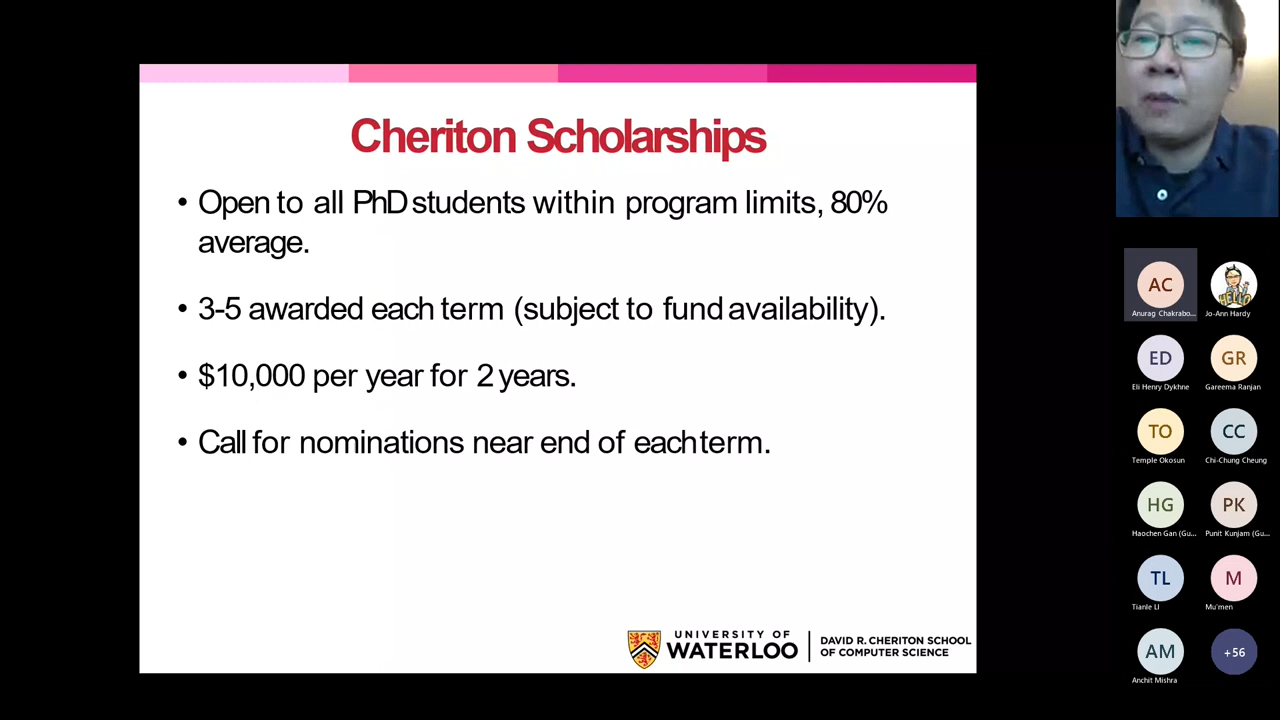 Cheriton Scholarships
• Open to all PhD students within program limits, 80%
average.
• 3-5 awarded each term (subject to fund availability).
• $10,000 per year for 2 years.
• Call for nominations near end of each term.
UNIVERSITY OF
WATERLOO
DAVID R. CHERITON SCHOOL
OF COMPUTER SCIENCE
AC
Anurag Chakrabo...
HELLO
Jo-Ann Hardy
ED
Eli Henry Dykhne
GR
Gareema Ranjan
TO
Temple Okosun
CC
Chi-Chung Cheung
HG
Haochen Gan (Gu...
PK
Punit Kunjam (Gu...
TL
Tianle LI
M
Mu'men
AM
Anchit Mishra
+56